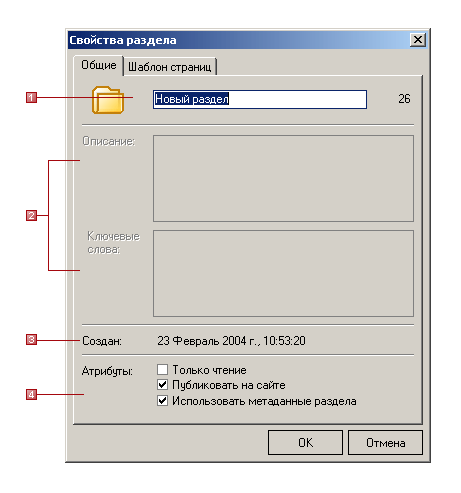 Свойства раздела
Общие Шаблон страниц
1 Новый раздел 26
Описание:
2
Ключевые
слова:
3 Создан: 23 Февраль 2004 г., 10:53:20
Атрибуты: Только чтение
Публиковать на сайте
4 Использовать метаданные раздела
OK Отмена